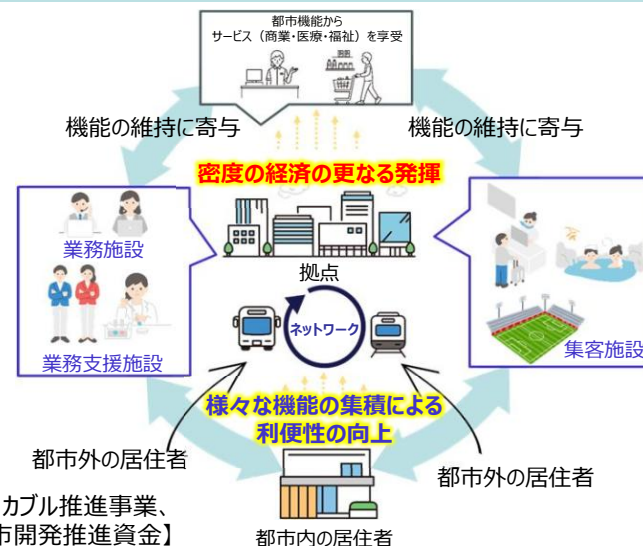 都市機能から
サービス（商業・医療・福祉）を享受
機能の維持に寄与
機能の維持に寄与
密度の経済の更なる発揮
業務施設
業務支援施設
拠点
ネットワーク
集客施設
様々な機能の集積による
利便性の向上
都市外の居住者
都市外の居住者
カブル推進事業、
市開発推進資金】
都市内の居住者